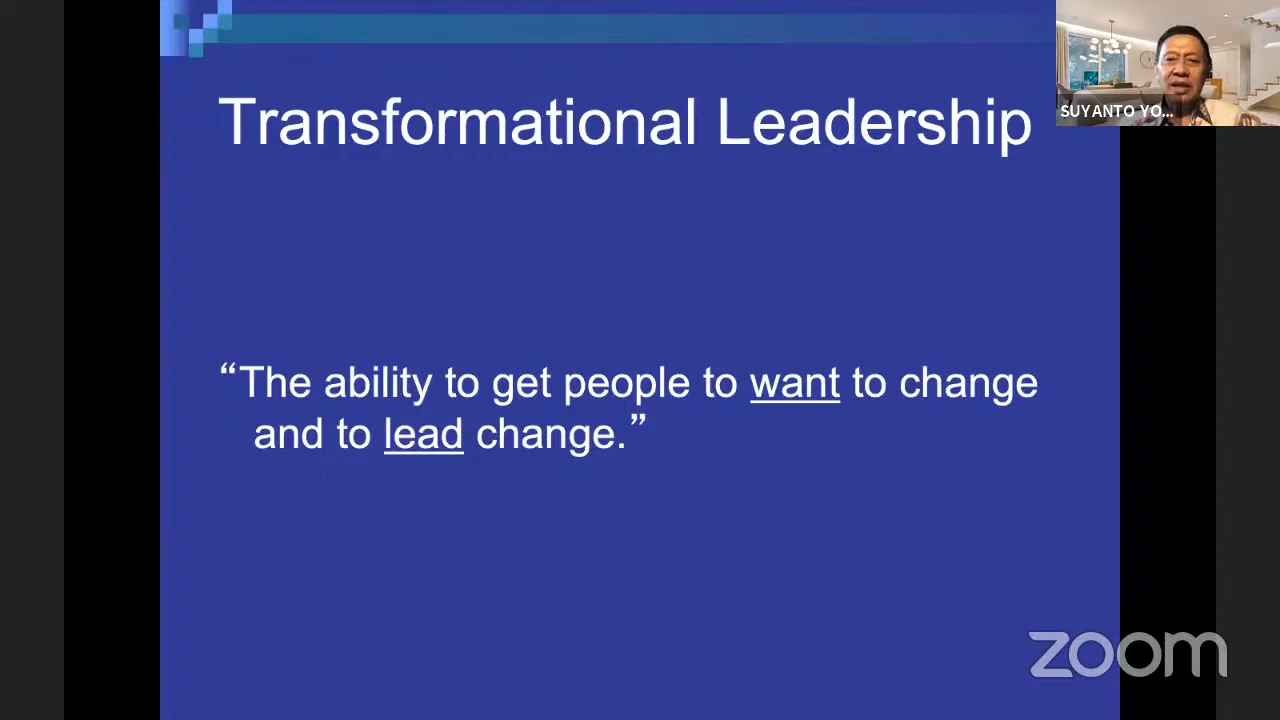 Transformational Leadership
SUYANTO YO...
“The ability to get people to want to change
and to lead change.”
zoom